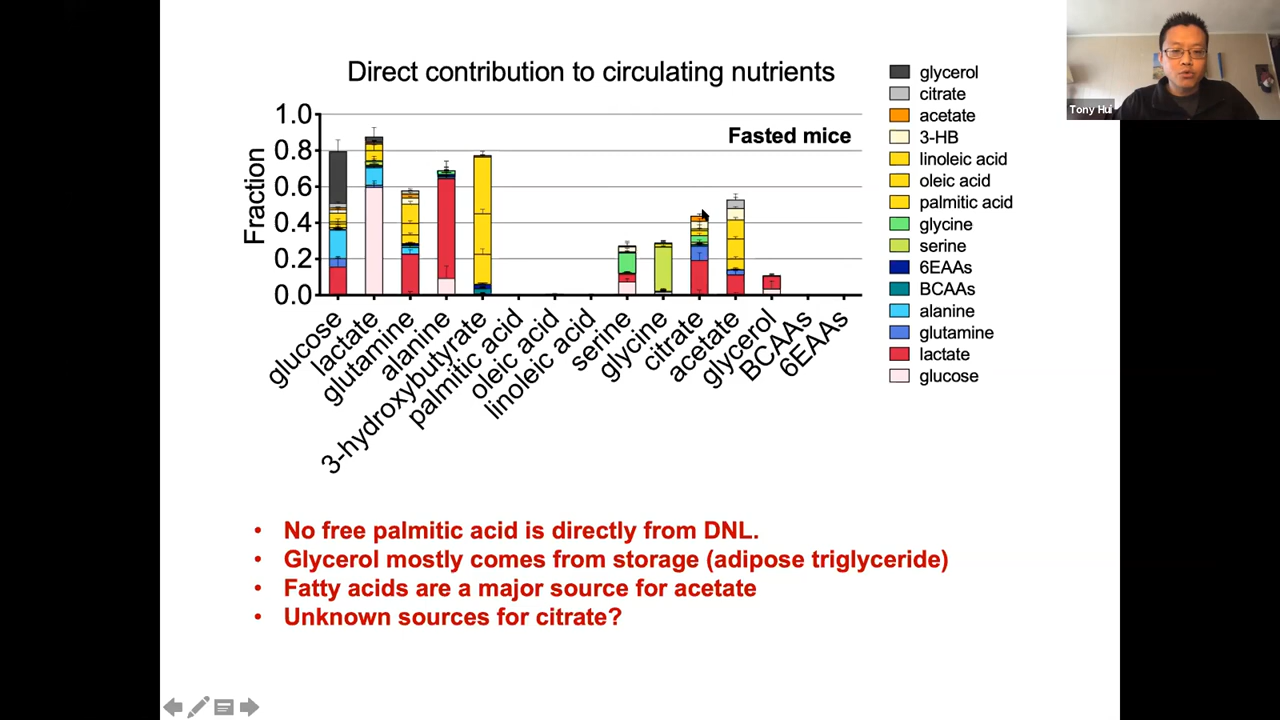 Direct contribution to circulating nutrients
Fasted mice
Fraction
1.0
0.8
0.6
0.4
0.2
0.0
glucose
lactate
glutamine
alanine
3-hydroxybutyrate
palmitic acid
oleic acid
linoleic acid
serine
glycine
citrate
acetate
glycerol
BCAAs
6EAAs
glycerol
citrate
acetate
3-HB
linoleic acid
oleic acid
palmitic acid
glycine
serine
6EAAs
BCAAs
alanine
glutamine
lactate
glucose
Tony Hui
• No free palmitic acid is directly from DNL.
• Glycerol mostly comes from storage (adipose triglyceride)
• Fatty acids are a major source for acetate
• Unknown sources for citrate?